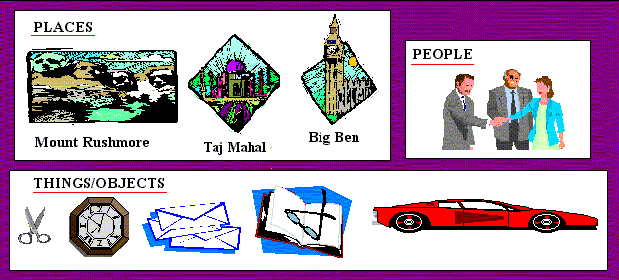 PLACES
Mount Rushmore
Taj Mahal
Big Ben
PEOPLE
THINGS/OBJECTS